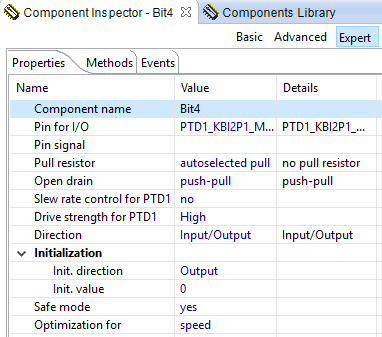 Component Inspector - Bit4 Components Library
Basic Advanced Expert
Properties Methods Events
Name Value Details
Component name Bit4
Pin for I/O PTD1_KBI2P1_M... PTD1_KBI2P1_...
Pin signal
Pull resistor autoselected pull no pull resistor
Open drain push-pull push-pull
Slew rate control for PTD1 no
Drive strength for PTD1 High
Direction Input/Output Input/Output
Initialization
Init. direction Output
Init. value 0
Safe mode yes
Optimization for speed